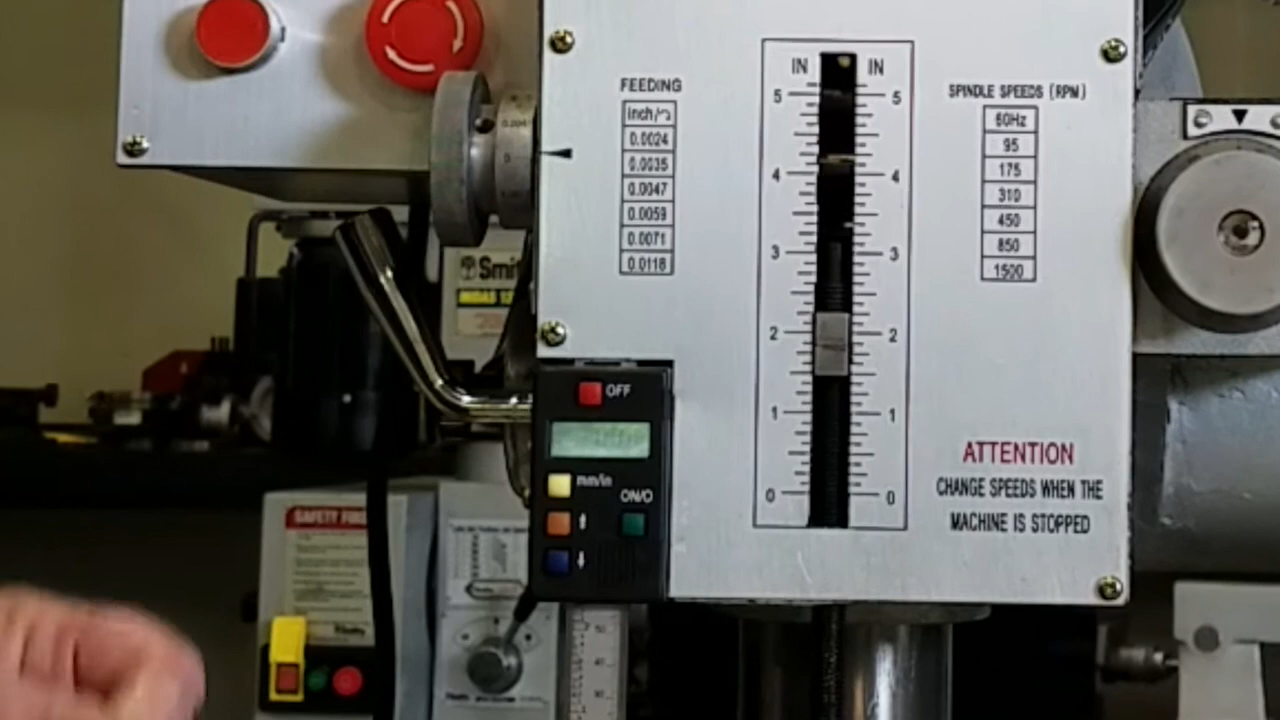 FEEDING
inch/
0.0024
0.0035
0.0047
0.0059
0.0071
0.0118
IN IN
5 5
4 4
3 3
2 2
1 1
0 0
SPINDLE SPEEDS (RPM)
60Hz
95
175
310
450
850
1500
ATTENTION
CHANGE SPEEDS WHEN THE
MACHINE IS STOPPED
OFF
mm/in
ON/0
0
SAFETY